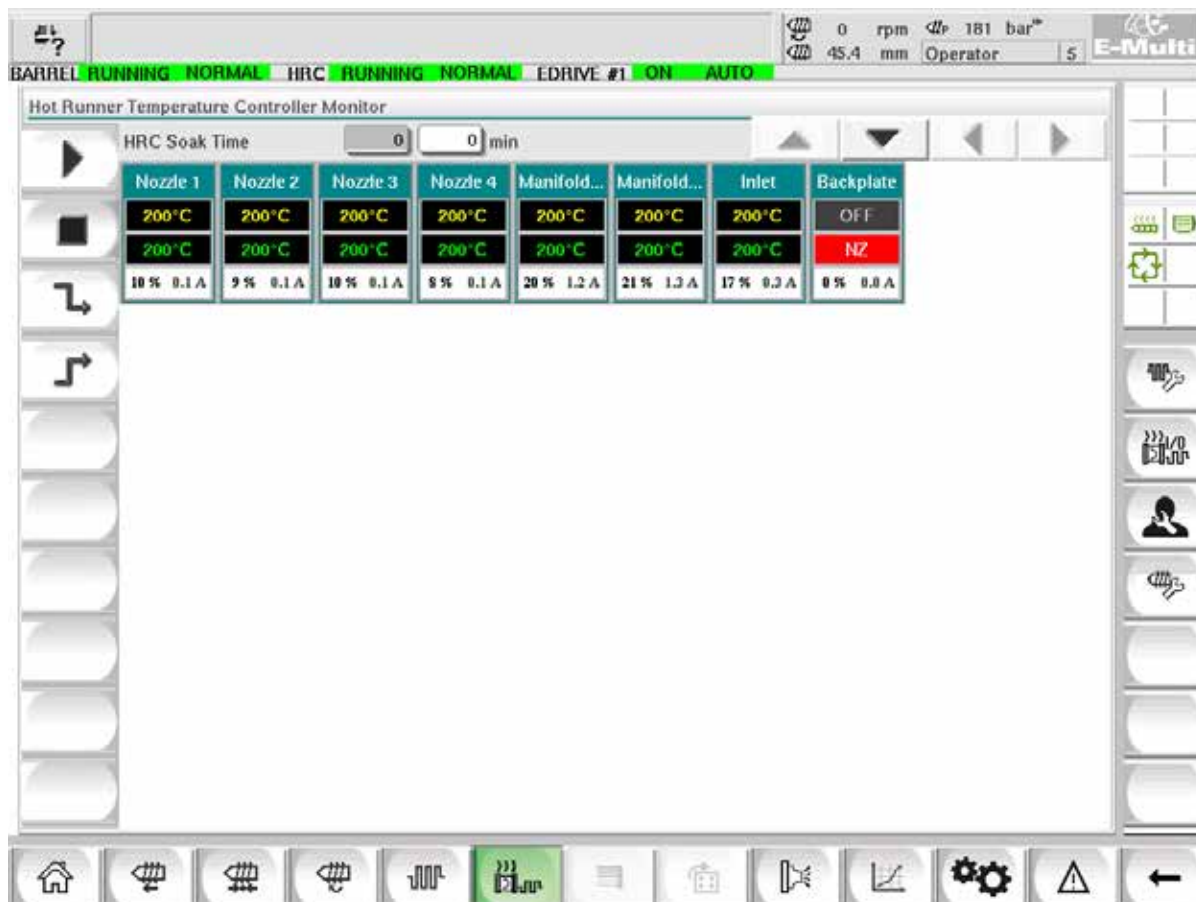 ?
0 rpm P 181 bar
45.4 mm Operator 5
E-Multi
BARREL RUNNING NORMAL HRC RUNNING NORMAL EDRIVE #1 ON AUTO
Hot Runner Temperature Controller Monitor
HRC Soak Time 0 0 min
Nozzle 1 Nozzle 2 Nozzle 3 Nozzle 4 Manifold... Manifold... Inlet Backplate
200°C 200°C 200°C 200°C 200°C 200°C 200°C OFF
200°C 200°C 200°C 200°C 200°C 200°C 200°C NZ
10 % 0.1 A 9 % 0.1 A 10 % 0.1 A 8 % 0.1 A 20 % 1.2 A 21 % 1.3 A 17 % 0.3 A 0 % 0.0 A
I/O